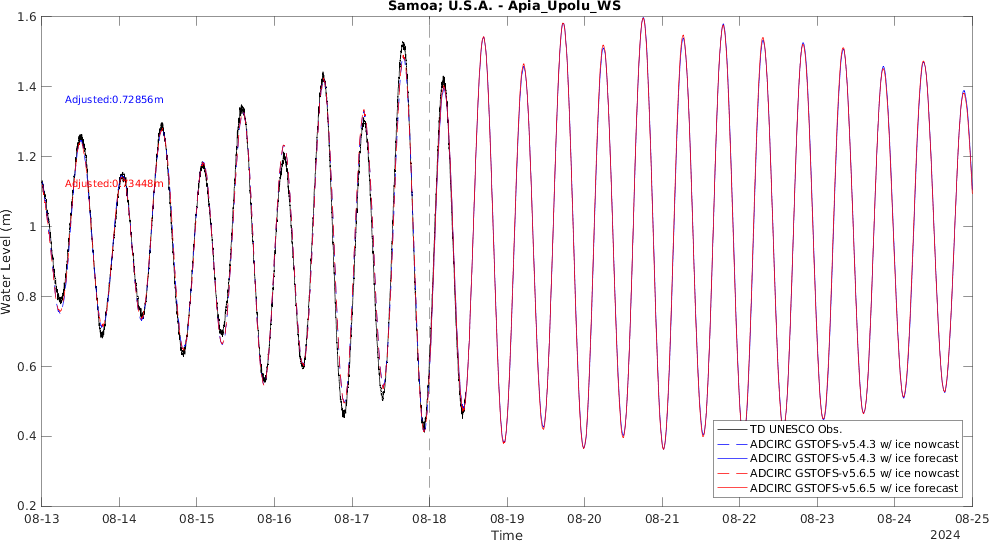 Samoa; U.S.A. - Apia_Upolu_WS
1.6
1.4
1.2
1
0.8
0.6
0.4
0.2
Water Level (m)
Adjusted:0.72856m
Adjusted:0.73448m
TD UNESCO Obs.
ADCIRC GSTOFS-v5.4.3 w/ ice nowcast
ADCIRC GSTOFS-v5.4.3 w/ ice forecast
ADCIRC GSTOFS-v5.6.5 w/ ice nowcast
ADCIRC GSTOFS-v5.6.5 w/ ice forecast
08-13 08-14 08-15 08-16 08-17 08-18 08-19 08-20 08-21 08-22 08-23 08-24 08-25
Time
2024